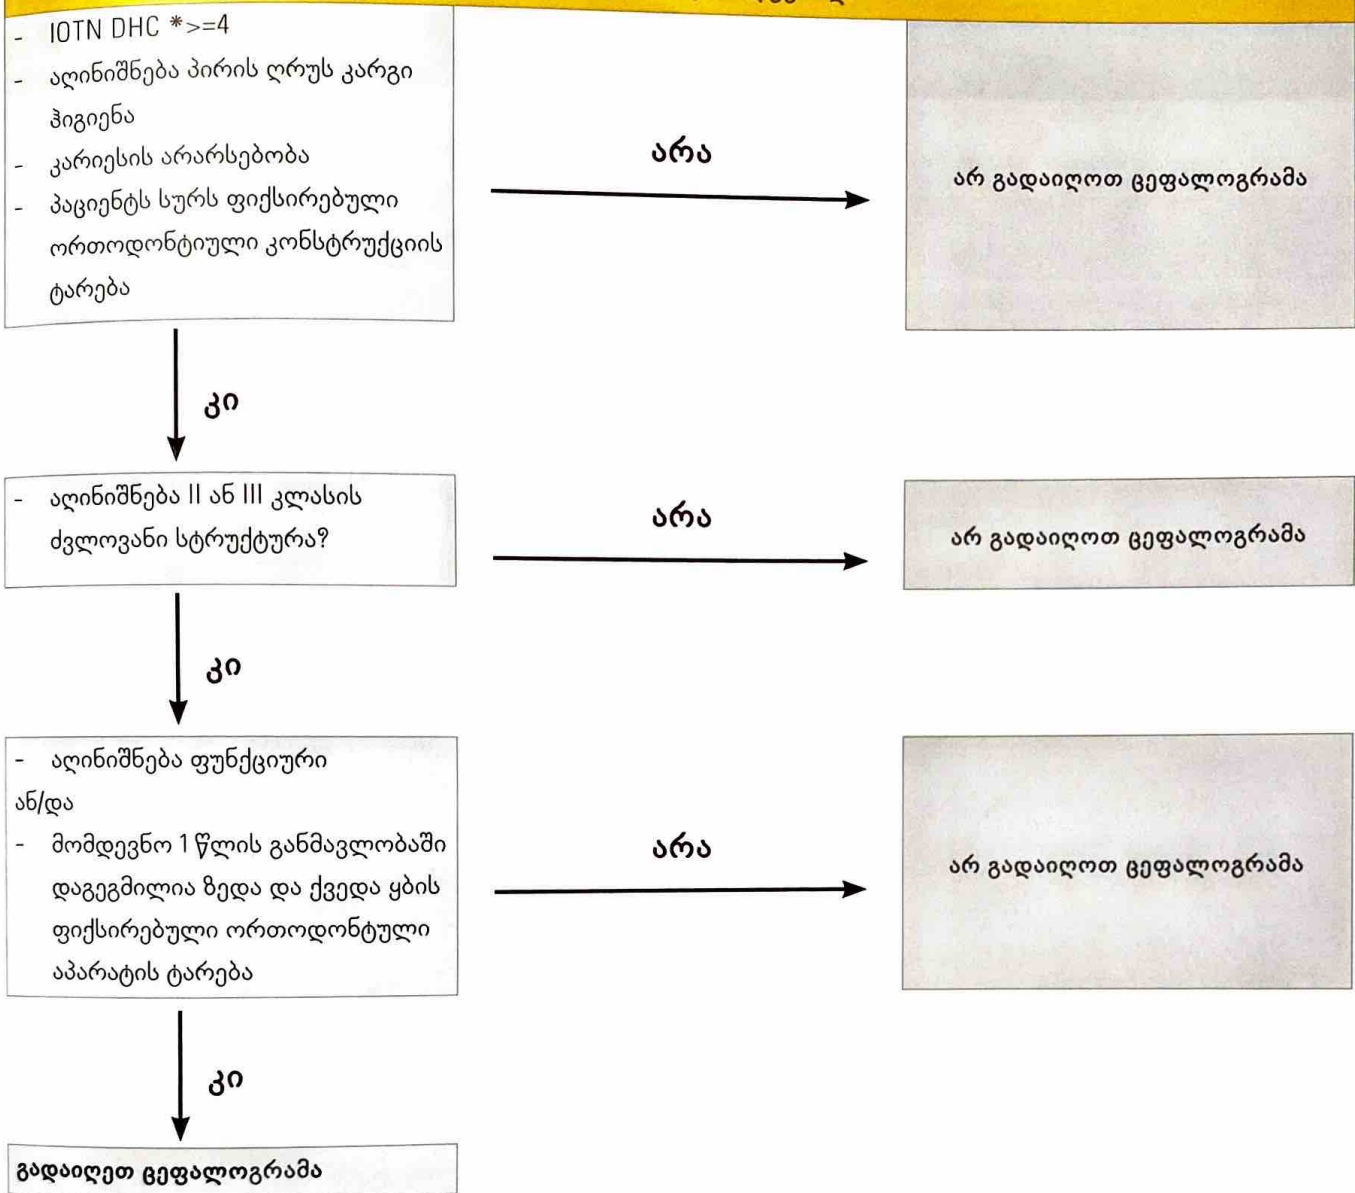 - IOTN DHC *>=4
- აღინიშნება პირის ღრუს კარგი
ჰიგიენა
- კარიესის არარსებობა
- პაციენტს სურს ფიქსირებული
ორთოდონტიული კონსტრუქციის
ტარება
არა
არ გადაიღოთ ცეფალოგრამა
კი
- აღინიშნება II ან III კლასის
ძვლოვანი სტრუქტურა?
არა
არ გადაიღოთ ცეფალოგრამა
კი
- აღინიშნება ფუნქციური
ან/და
- მომდევნო 1 წლის განმავლობაში
დაგეგმილია ზედა და ქვედა ყბის
ფიქსირებული ორთოდონტული
აპარატის ტარება
არა
არ გადაიღოთ ცეფალოგრამა
კი
გადაიღეთ ცეფალოგრამა